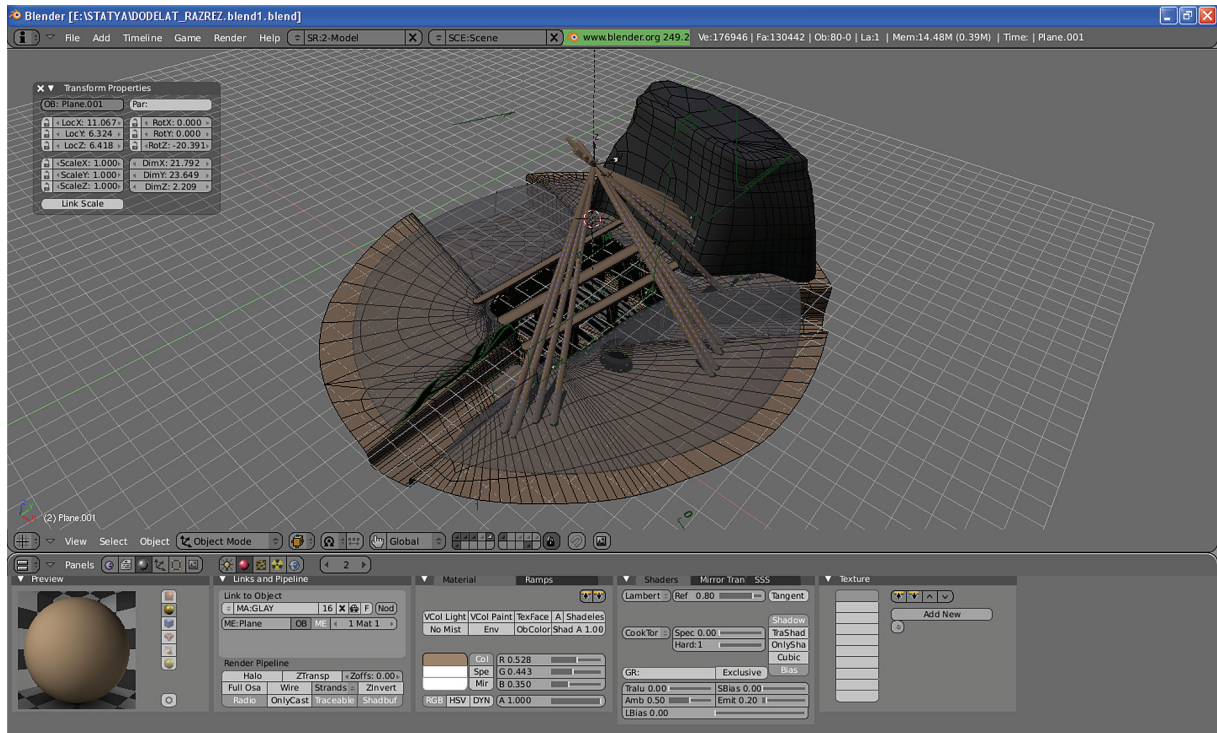 Blender [E:\STATYA\DODELAT_RAZREZ.blend1.blend]
File Add Timeline Game Render Help SR:2-Model X SCE:Scene X www.blender.org 249.2 Ve:176946 | Fa:130442 | Ob:80-0 | La:1 | Mem:14.48M (0.39M) | Time: | Plane.001
Transform Properties
OB: Plane.001 Par:
LocX: 11.067 RotX: 0.000
LocY: 6.324 RotY: 0.000
LocZ: 6.418 RotZ: -20.391
ScaleX: 1.000 DimX: 21.792
ScaleY: 1.000 DimY: 23.649
ScaleZ: 1.000 DimZ: 2.209
Link Scale
(2) Plane.001
View Select Object Object Mode Global
Panels 2
Preview Links and Pipeline Material Ramps Shaders Mirror Tran SSS Texture
Link to Object
MA:GLAY 16 X F Nod
ME:Plane OB ME 1 Mat 1
Render Pipeline
Halo ZTransp Zoffs: 0.00
Full Osa Wire Strands ZInvert
Radio OnlyCast Traceable Shadbuf
VCol Light VCol Paint TexFace A Shadeles
No Mist Env ObColor Shad A 1.00
Col R 0.528
Spe G 0.443
Mir B 0.350
RGB HSV DYN A 1.000
Lambert Ref 0.80 Tangent
Shadow
CookTor Spec 0.00 TraShad
Hard:1 OnlySha
Cubic
GR: Exclusive Bias
Tralu 0.00 SBias 0.00
Amb 0.50 Emit 0.20
LBias 0.00
Add New